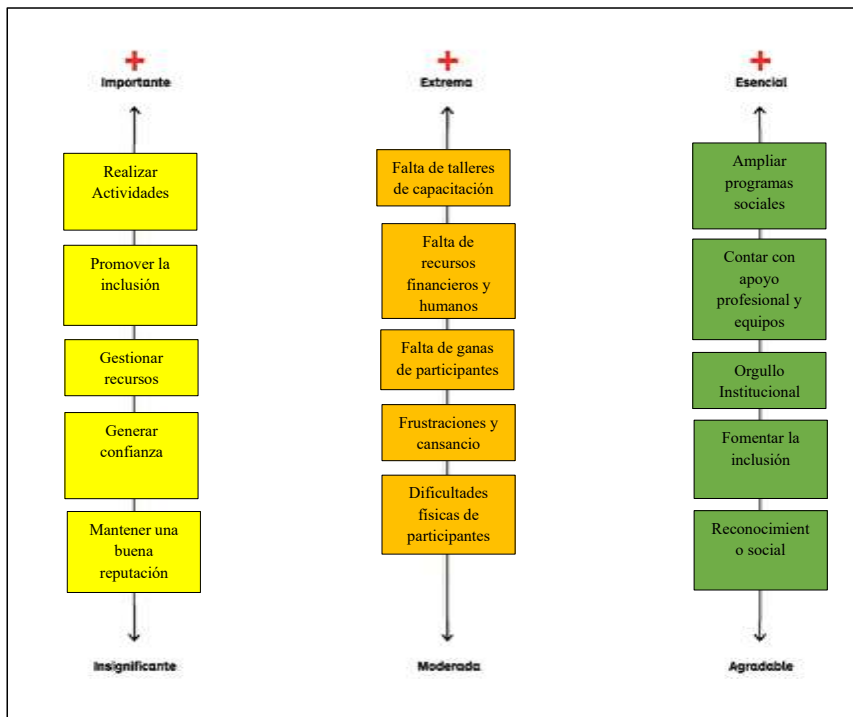 +
Importante
Realizar
Actividades
Promover la
inclusión
Gestionar
recursos
Generar
confianza
Mantener una
buena
reputación
Insignificante
+
Extrema
Falta de talleres
de capacitación
Falta de
recursos
financieros y
humanos
Falta de ganas
de participantes
Frustraciones y
cansancio
Dificultades
físicas de
participantes
Moderada
+
Esencial
Ampliar
programas
sociales
Contar con
apoyo
profesional y
equipos
Orgullo
Institucional
Fomentar la
inclusión
Reconocimient
o social
Agradable